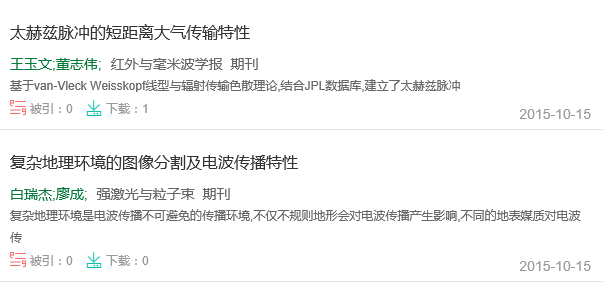 太赫兹脉冲的短距离大气传输特性
王玉文;董志伟; 红外与毫米波学报 期刊
基于van-Vleck Weisskopf线型与辐射传输色散理论,结合JPL数据库,建立了太赫兹脉冲
被引：0 下载：1
2015-10-15
复杂地理环境的图像分割及电波传播特性
白瑞杰;廖成; 强激光与粒子束 期刊
复杂地理环境是电波传播不可避免的传播环境,不仅不规则地形会对电波传播产生影响,不同的地表媒质对电波
传
被引：0 下载：0
2015-10-15